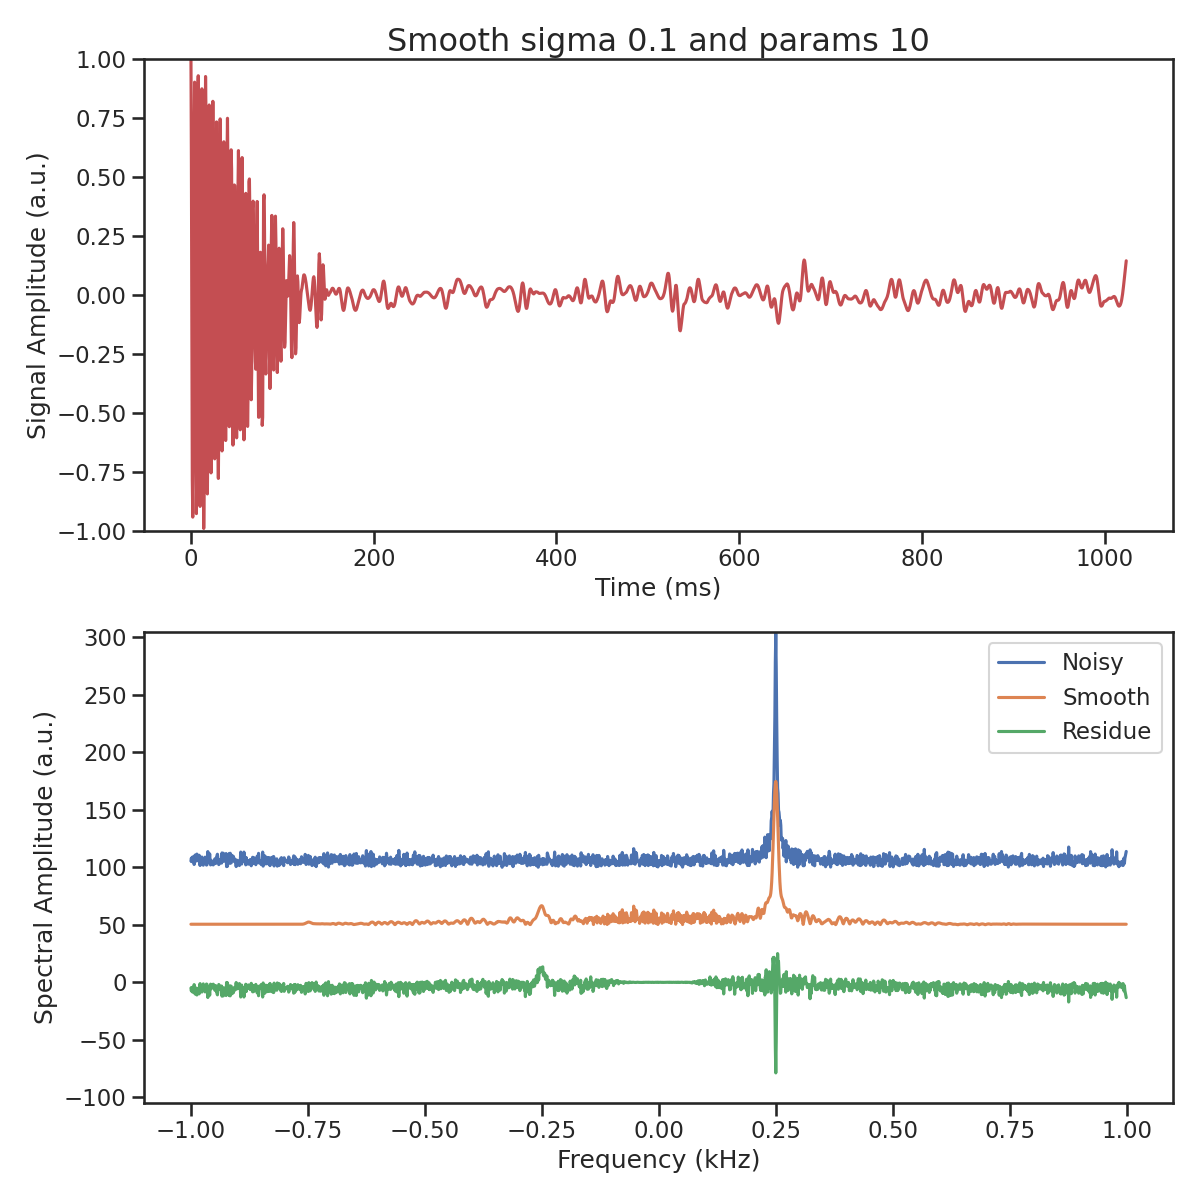 Smooth sigma 0.1 and params 10
1.00
0.75
0.50
0.25
0.00
−0.25
−0.50
−0.75
−1.00
Signal Amplitude (a.u.)
0 200 400 600 800 1000
Time (ms)
300
250
200
150
100
50
0
−50
−100
Spectral Amplitude (a.u.)
Noisy
Smooth
Residue
−1.00 −0.75 −0.50 −0.25 0.00 0.25 0.50 0.75 1.00
Frequency (kHz)